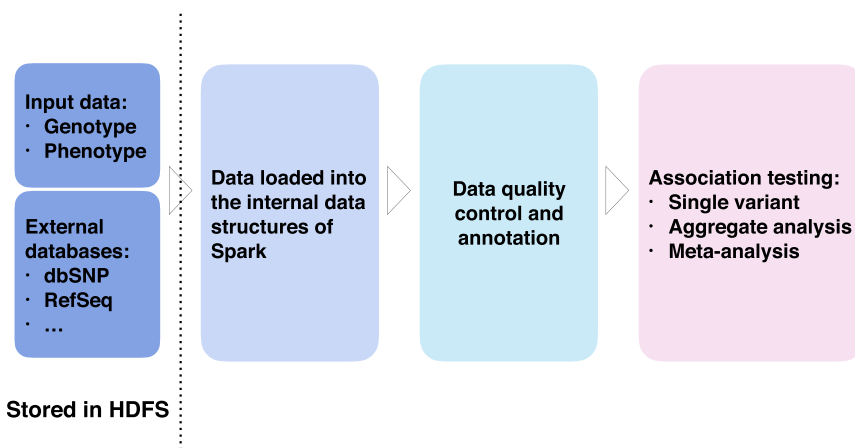 Input data:
· Genotype
· Phenotype
External
databases:
· dbSNP
· RefSeq
· ...
Stored in HDFS
Data loaded into
the internal data
structures of
Spark
Data quality
control and
annotation
Association testing:
· Single variant
· Aggregate analysis
· Meta-analysis